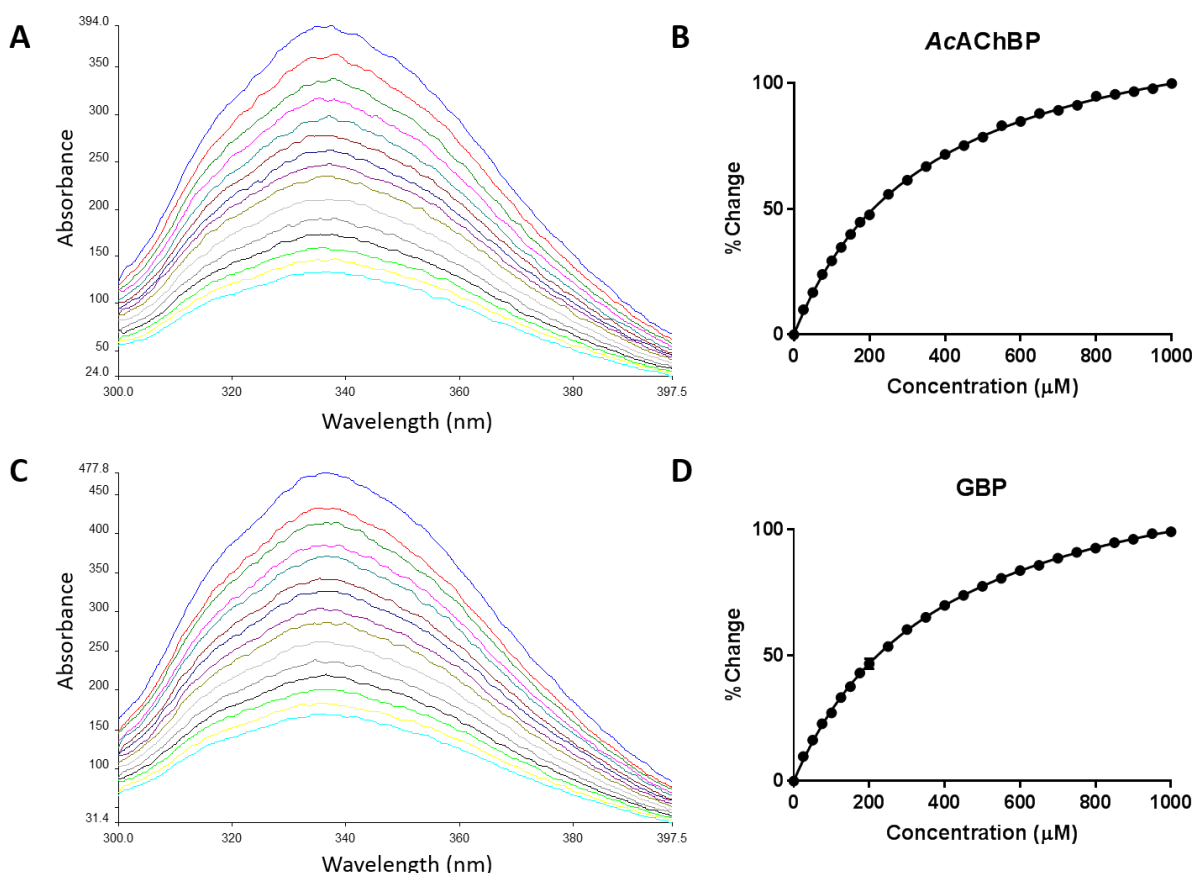 A
394.0
350
300
250
200
150
100
50
24.0
Absorbance
300.0 320 340 360 380 397.5
Wavelength (nm)
B
AcAChBP
100
50
0
% Change
0 200 400 600 800 1000
Concentration (μM)
C
477.8
450
400
350
300
250
200
150
100
31.4
Absorbance
300.0 320 340 360 380 397.5
Wavelength (nm)
D
GBP
100
50
0
% Change
0 200 400 600 800 1000
Concentration (μM)